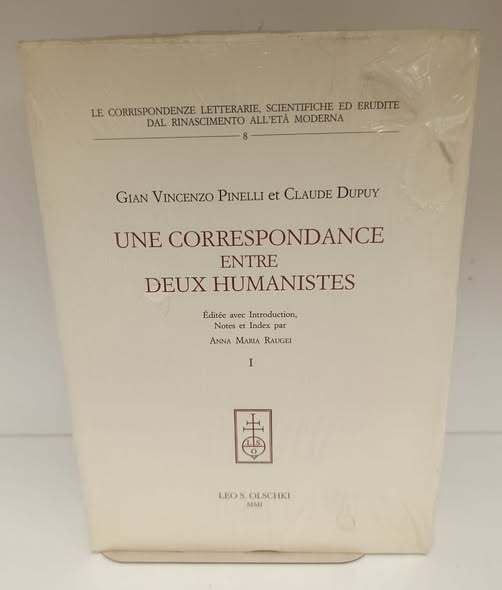 LE CORRISPONDENZE LETTERARIE, SCIENTIFICHE ED ERUDITE
DAL RINASCIMENTO ALL'ETÀ MODERNA
8
GIAN VINCENZO PINELLI et CLAUDE DUPUY
UNE CORRESPONDANCE
ENTRE
DEUX HUMANISTES
Éditée avec Introduction,
Notes et Index par
ANNA MARIA RAUGEI
I
L S
O
LEO S. OLSCHKI
MMI